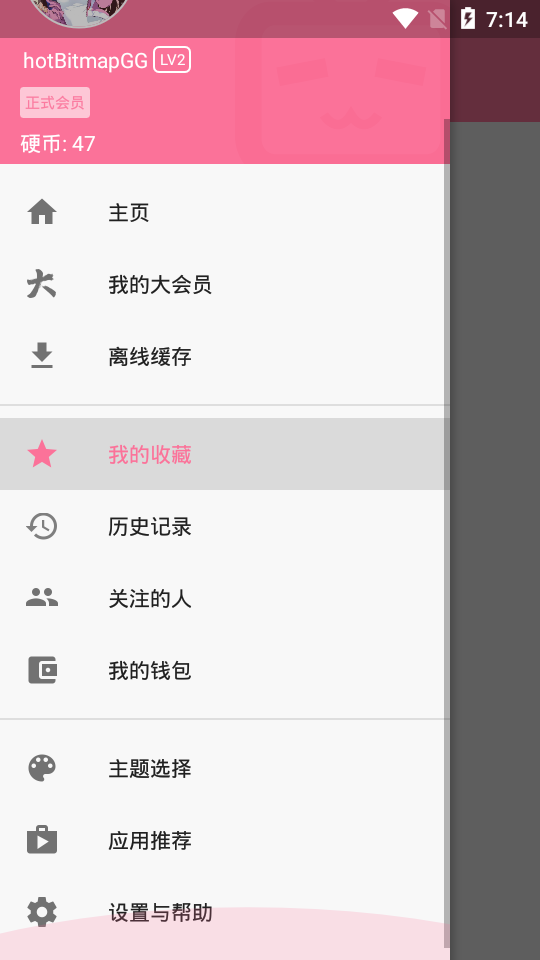 7:14
hotBitmapGG LV2
正式会员
硬币: 47
主页
我的大会员
离线缓存
我的收藏
历史记录
关注的人
我的钱包
主题选择
应用推荐
设置与帮助